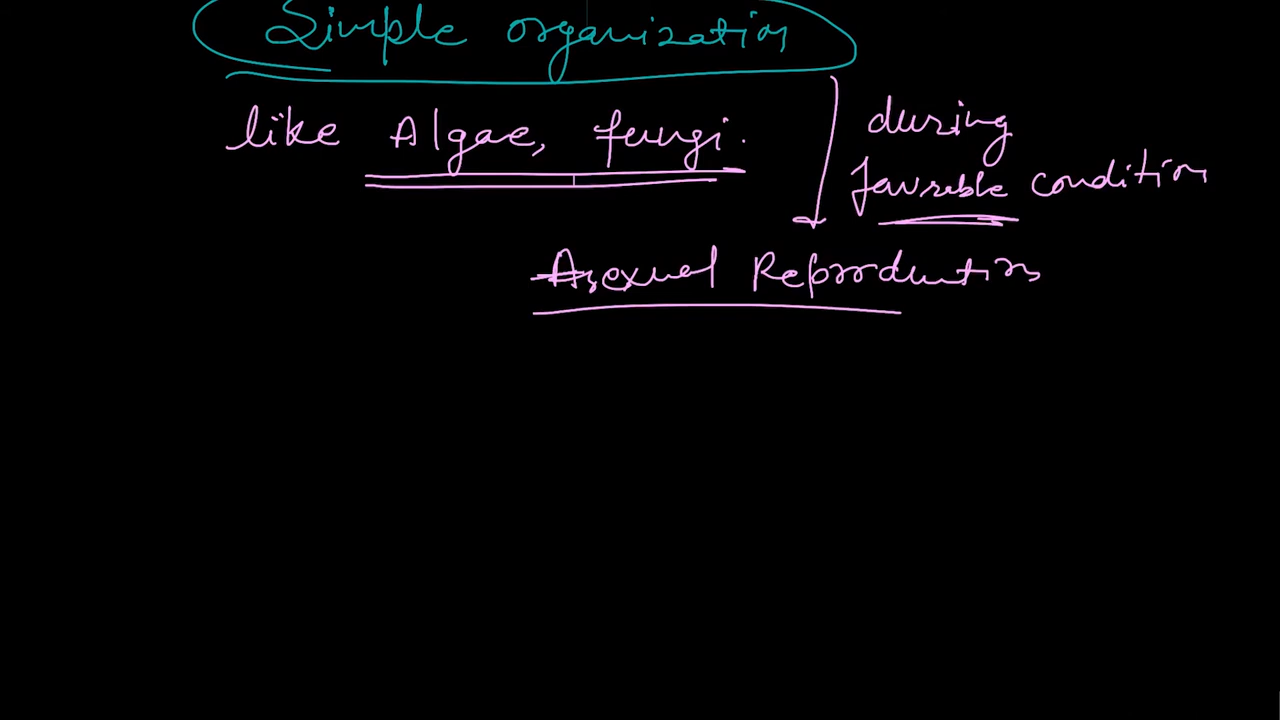 Simple organization
like Algae, fungi.
during
favorable condition
Asexual Reproduction